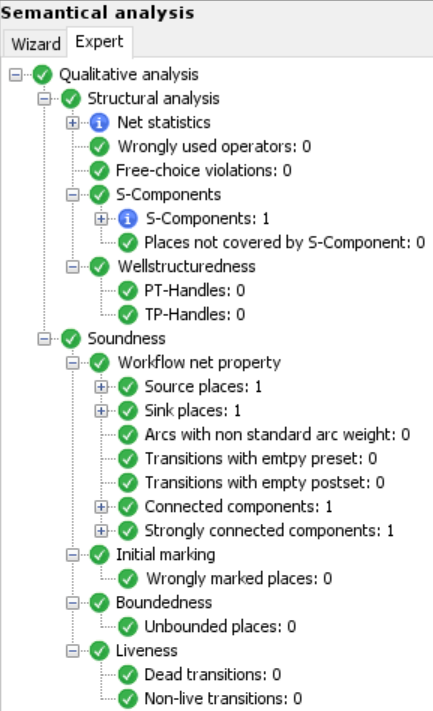 Semantical analysis
Wizard Expert
Qualitative analysis
Structural analysis
Net statistics
Wrongly used operators: 0
Free-choice violations: 0
S-Components
S-Components: 1
Places not covered by S-Component: 0
Wellstructuredness
PT-Handles: 0
TP-Handles: 0
Soundness
Workflow net property
Source places: 1
Sink places: 1
Arcs with non standard arc weight: 0
Transitions with emtpy preset: 0
Transitions with empty postset: 0
Connected components: 1
Strongly connected components: 1
Initial marking
Wrongly marked places: 0
Boundedness
Unbounded places: 0
Liveness
Dead transitions: 0
Non-live transitions: 0